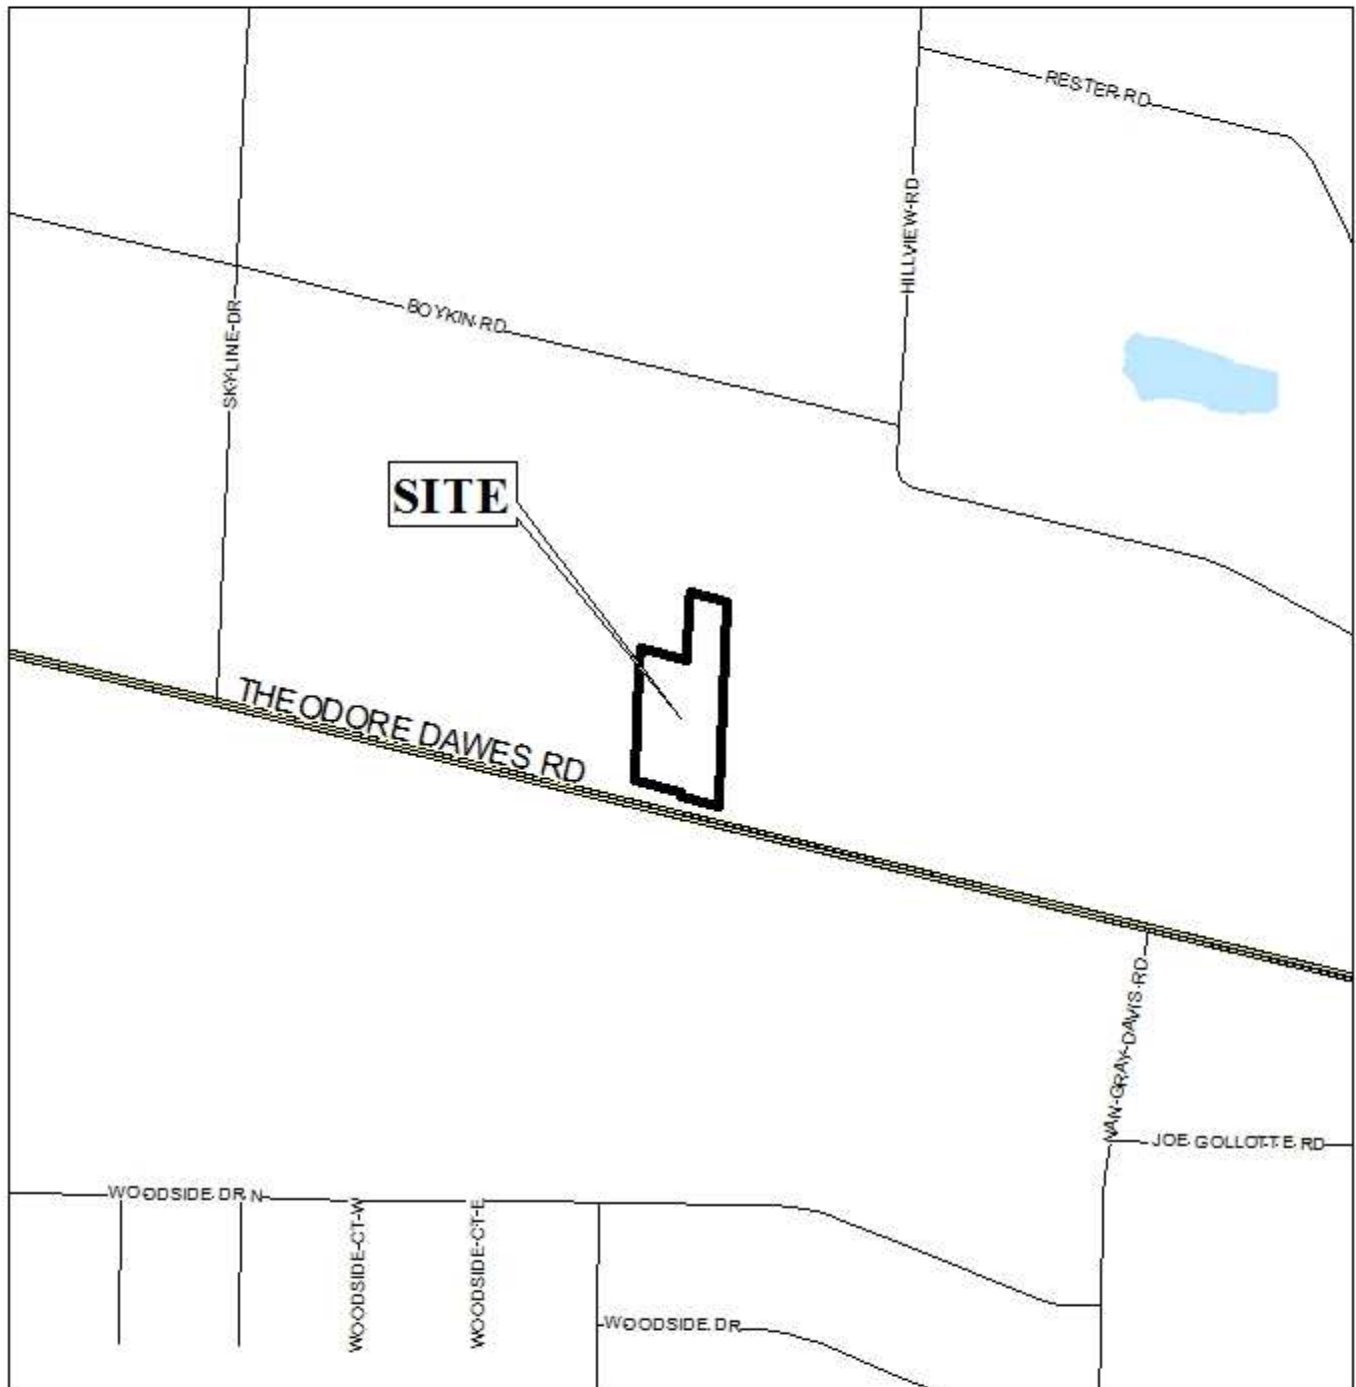 RESTER RD
HILLVIEW RD
BOYKIN RD
SKYLINE DR
SITE
THEODORE DAWES RD
NAN GRAY DAVIS RD
JOE GOLLOTTE RD
WOODSIDE DR N
WOODSIDE CT W
WOODSIDE CT E
WOODSIDE DR